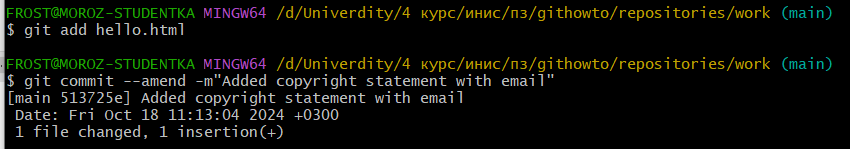 FROST@MOROZ-STUDENTKA MINGW64 /d/Univerdity/4 курс/инис/пз/githowto/repositories/work (main)
$ git add hello.html
FROST@MOROZ-STUDENTKA MINGW64 /d/Univerdity/4 курс/инис/пз/githowto/repositories/work (main)
$ git commit --amend -m"Added copyright statement with email"
[main 513725e] Added copyright statement with email
 Date: Fri Oct 18 11:13:04 2024 +0300
 1 file changed, 1 insertion(+)